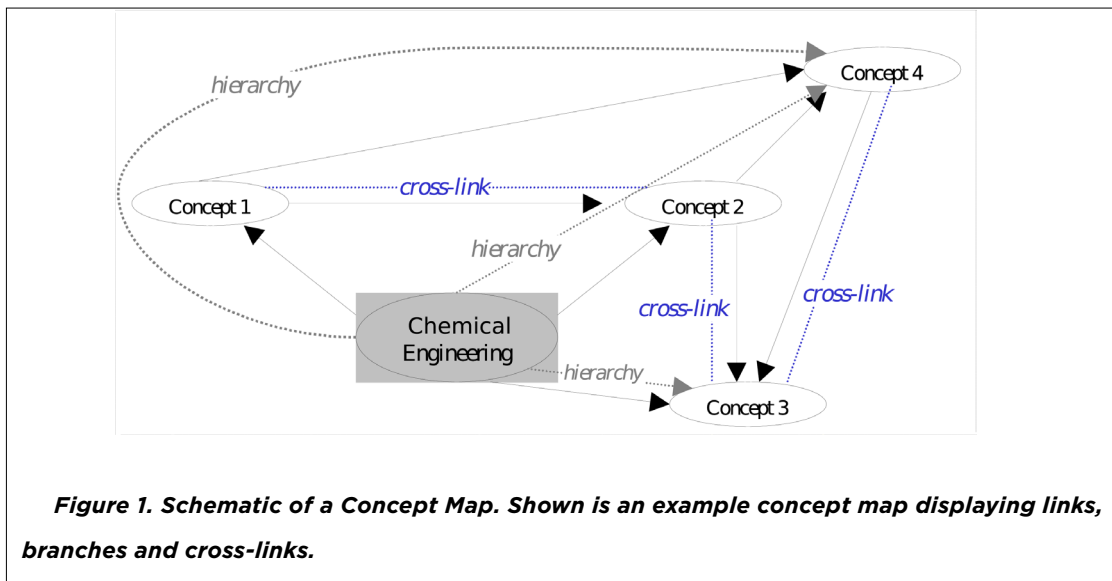 hierarchy
Concept 4
cross-link
Concept 1
Concept 2
hierarchy
cross-link
cross-link
Chemical
Engineering
hierarchy
Concept 3
Figure 1. Schematic of a Concept Map. Shown is an example concept map displaying links,
branches and cross-links.